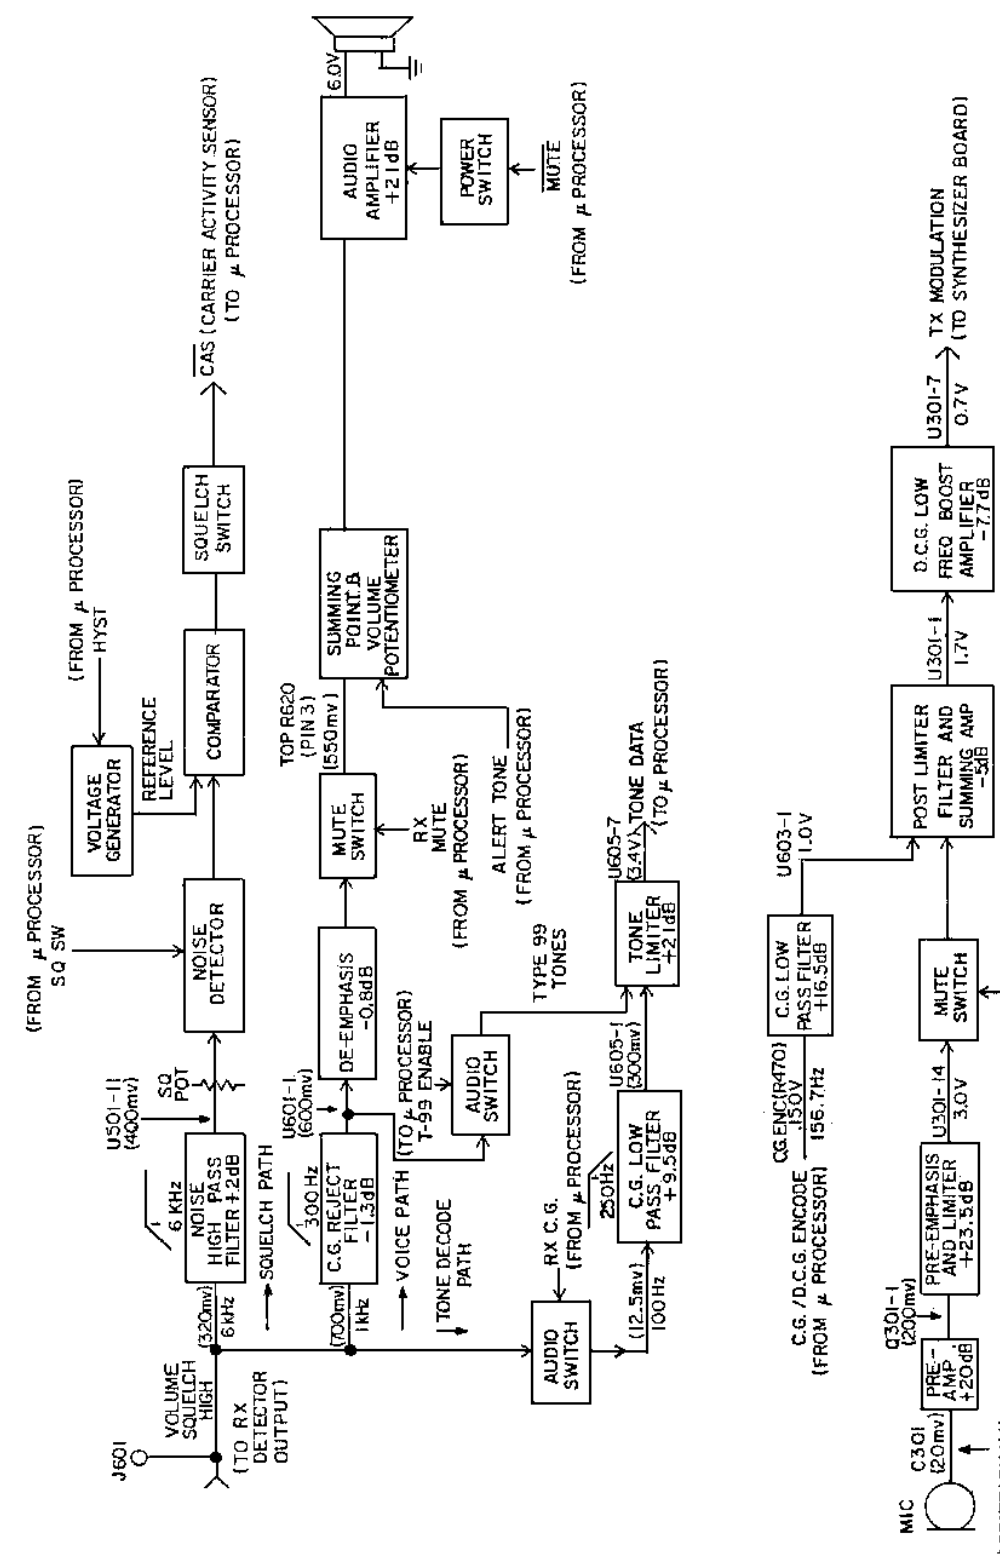 J601
VOLUME
SQUELCH
HIGH
(TO RX
DETECTOR
OUTPUT)
(320mv)
6kHz
6 KHz
NOISE
HIGH PASS
FILTER +.2dB
→ SQUELCH PATH
U501-11
(400mv)
SQ
POT
(FROM μ PROCESSOR)
SQ SW
NOISE
DETECTOR
(FROM μ PROCESSOR)
HYST
VOLTAGE
GENERATOR
REFERENCE
LEVEL
COMPARATOR
SQUELCH
SWITCH
CAS (CARRIER ACTIVITY SENSOR)
(TO μ PROCESSOR)
(700mv)
1kHz
300Hz
C.G. REJECT
FILTER
-1.3dB
→ VOICE PATH
TONE DECODE
PATH
U601-1
(600mv)
DE-EMPHASIS
-0.8dB
MUTE
SWITCH
RX
MUTE
(FROM μ PROCESSOR)
TOP R620
(PIN 3)
(550mv)
SUMMING
POINT &
VOLUME
POTENTIOMETER
ALERT TONE
(FROM μ PROCESSOR)
AUDIO
AMPLIFIER
+21dB
6.0V
POWER
SWITCH
MUTE
(FROM μ PROCESSOR)
(TO μ PROCESSOR)
T-99 ENABLE
AUDIO
SWITCH
TYPE 99
TONES
AUDIO
SWITCH
RX C.G.
(FROM μ PROCESSOR)
(12.5mv)
100Hz
250Hz
C.G. LOW
PASS FILTER
+9.5dB
U605-1
(300mv)
TONE
LIMITER
+21dB
U605-7
(3.4V)
TONE DATA
(TO μ PROCESSOR)
C.G./D.C.G. ENCODE
(FROM μ PROCESSOR)
CG.ENC(R470)
.150V
156.7Hz
C.G. LOW
PASS FILTER
+16.5dB
U603-1
1.0V
MIC
C301
(20mv)
PRE-
AMP
+20dB
Q301-1
(200mv)
PRE-EMPHASIS
AND LIMITER
+23.5dB
U301-14
3.0V
MUTE
SWITCH
POST LIMITER
FILTER AND
SUMMING AMP
-5dB
U301-1
1.7V
D.C.G. LOW
FREQ BOOST
AMPLIFIER
-7.7dB
U301-7
0.7V
TX MODULATION
(TO SYNTHESIZER BOARD)